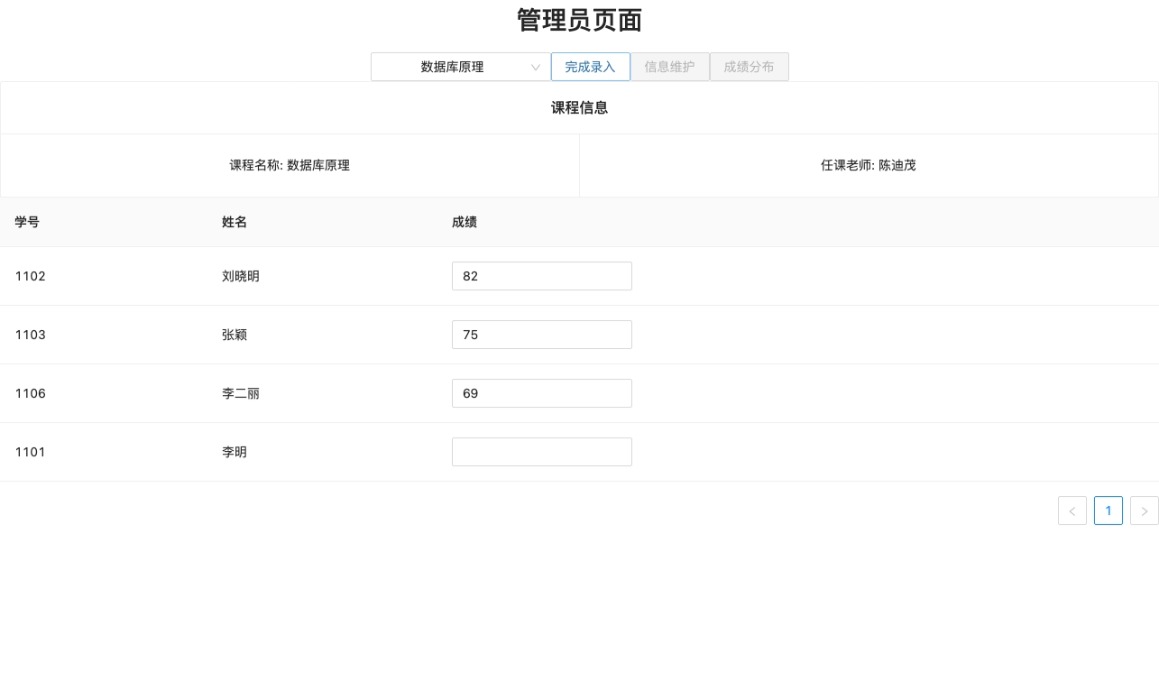 管理员页面
数据库原理 完成录入 信息维护 成绩分布
课程信息
课程名称: 数据库原理 任课老师: 陈迪茂
学号 姓名 成绩
1102 刘晓明 82
1103 张颖 75
1106 李二丽 69
1101 李明
1